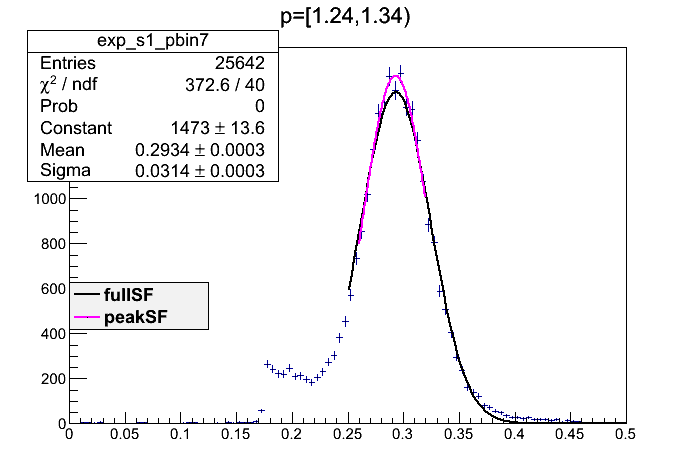 p=[1.24,1.34)
exp_s1_pbin7
Entries 25642
χ² / ndf 372.6 / 40
Prob 0
Constant 1473 ± 13.6
Mean 0.2934 ± 0.0003
Sigma 0.0314 ± 0.0003
1000
800
600
fullSF
peakSF
400
200
0
0 0.05 0.1 0.15 0.2 0.25 0.3 0.35 0.4 0.45 0.5